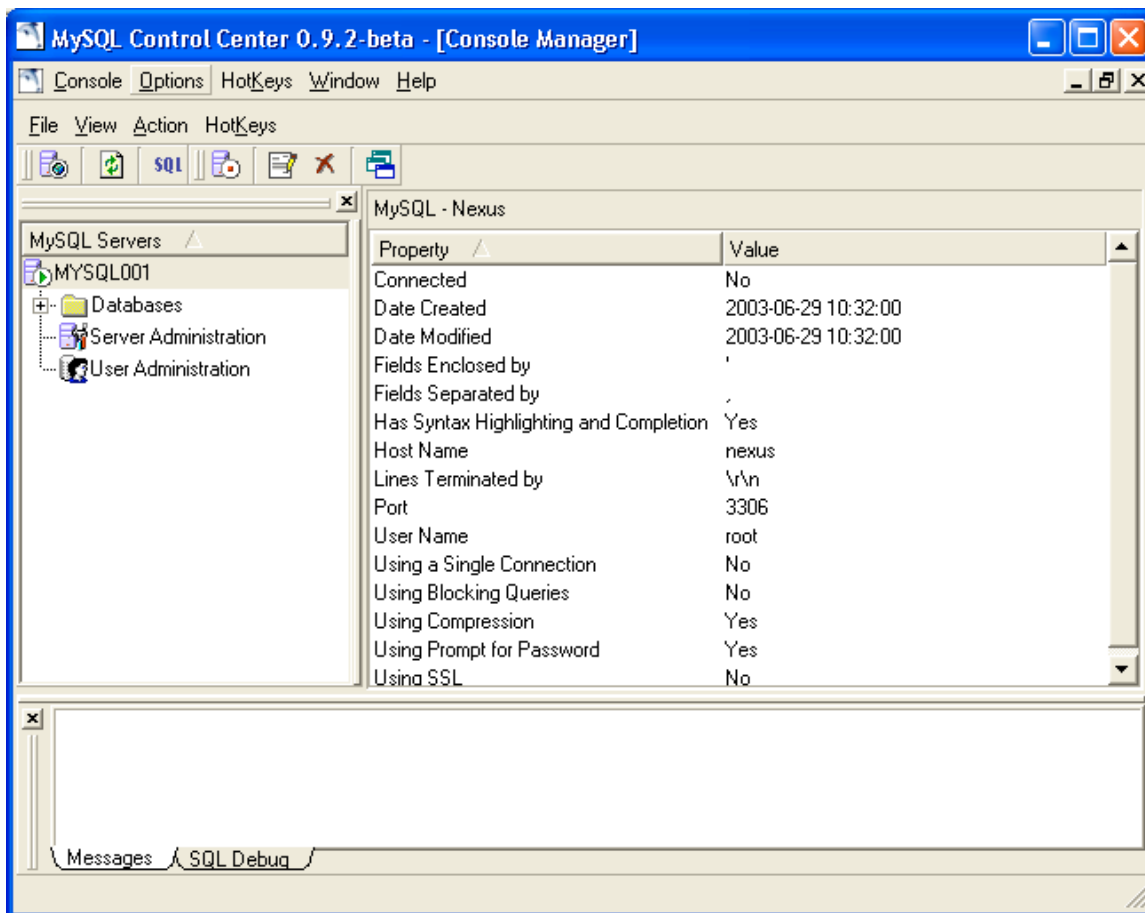 MySQL Control Center 0.9.2-beta - [Console Manager]
Console Options HotKeys Window Help
File View Action HotKeys
SQL
MySQL - Nexus
MySQL Servers
Property Value
MYSQL001
Connected No
Databases
Date Created 2003-06-29 10:32:00
Server Administration
Date Modified 2003-06-29 10:32:00
User Administration
Fields Enclosed by '
Fields Separated by ,
Has Syntax Highlighting and Completion Yes
Host Name nexus
Lines Terminated by \r\n
Port 3306
User Name root
Using a Single Connection No
Using Blocking Queries No
Using Compression Yes
Using Prompt for Password Yes
Using SSL No
Messages SQL Debug